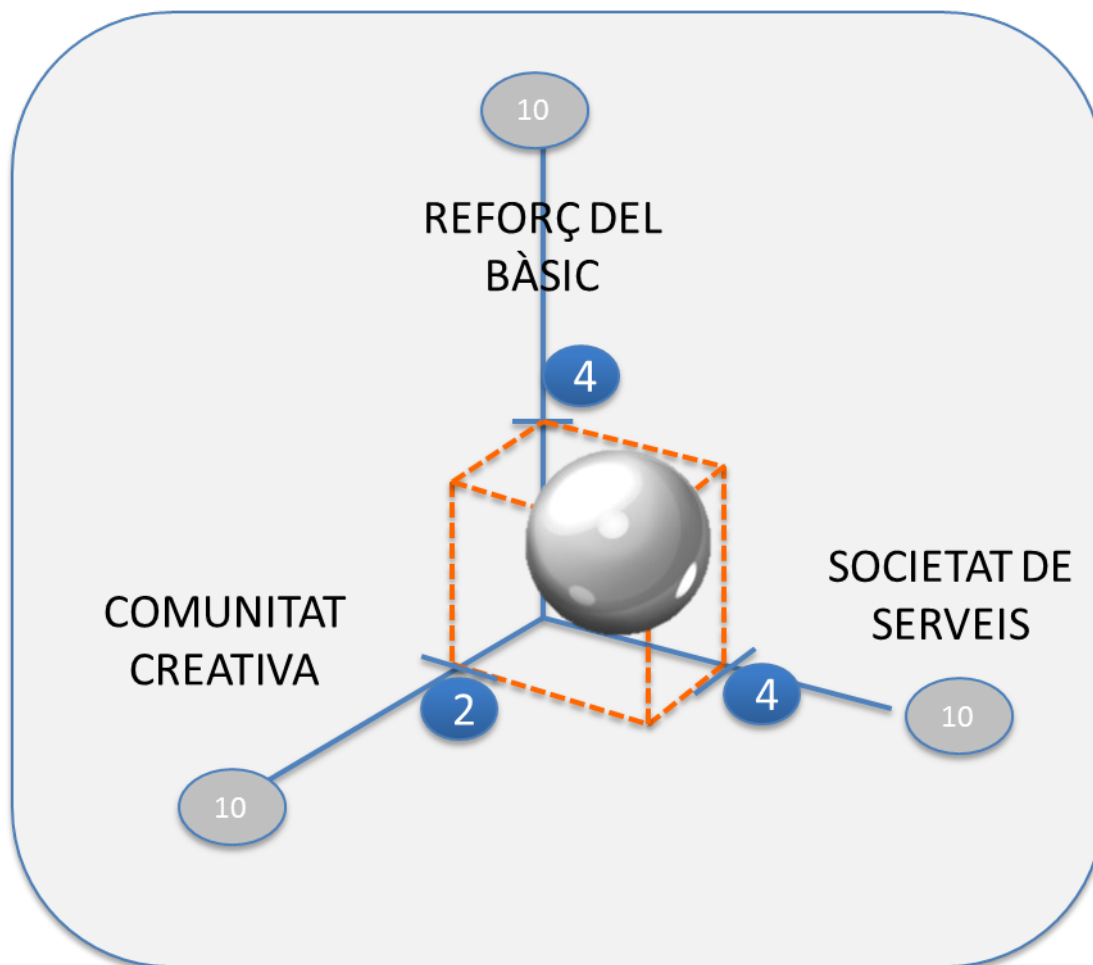 10
REFORÇ DEL
BÀSIC
4
SOCIETAT DE
SERVEIS
COMUNITAT
CREATIVA
2
4
10
10